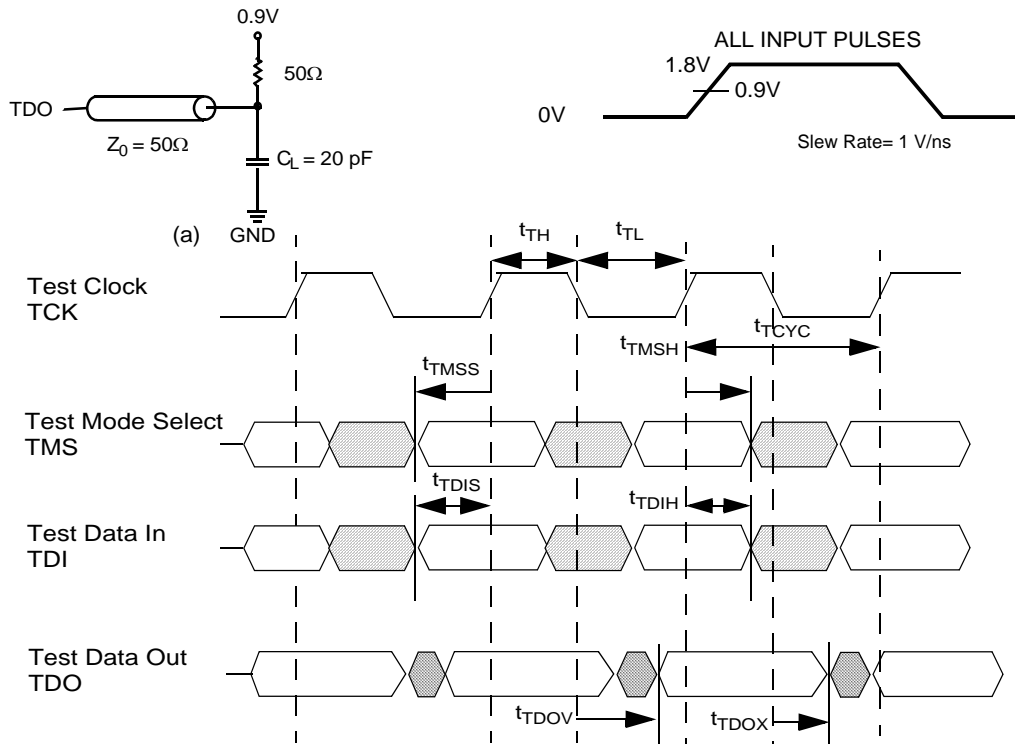 0.9V
50Ω
TDO
Z0 = 50Ω
CL = 20 pF
(a)
GND
ALL INPUT PULSES
1.8V
0.9V
0V
Slew Rate= 1 V/ns
tTH
tTL
Test Clock
TCK
tTCYC
tTMSH
tTMSS
Test Mode Select
TMS
tTDIS
tTDIH
Test Data In
TDI
Test Data Out
TDO
tTDOV
tTDOX